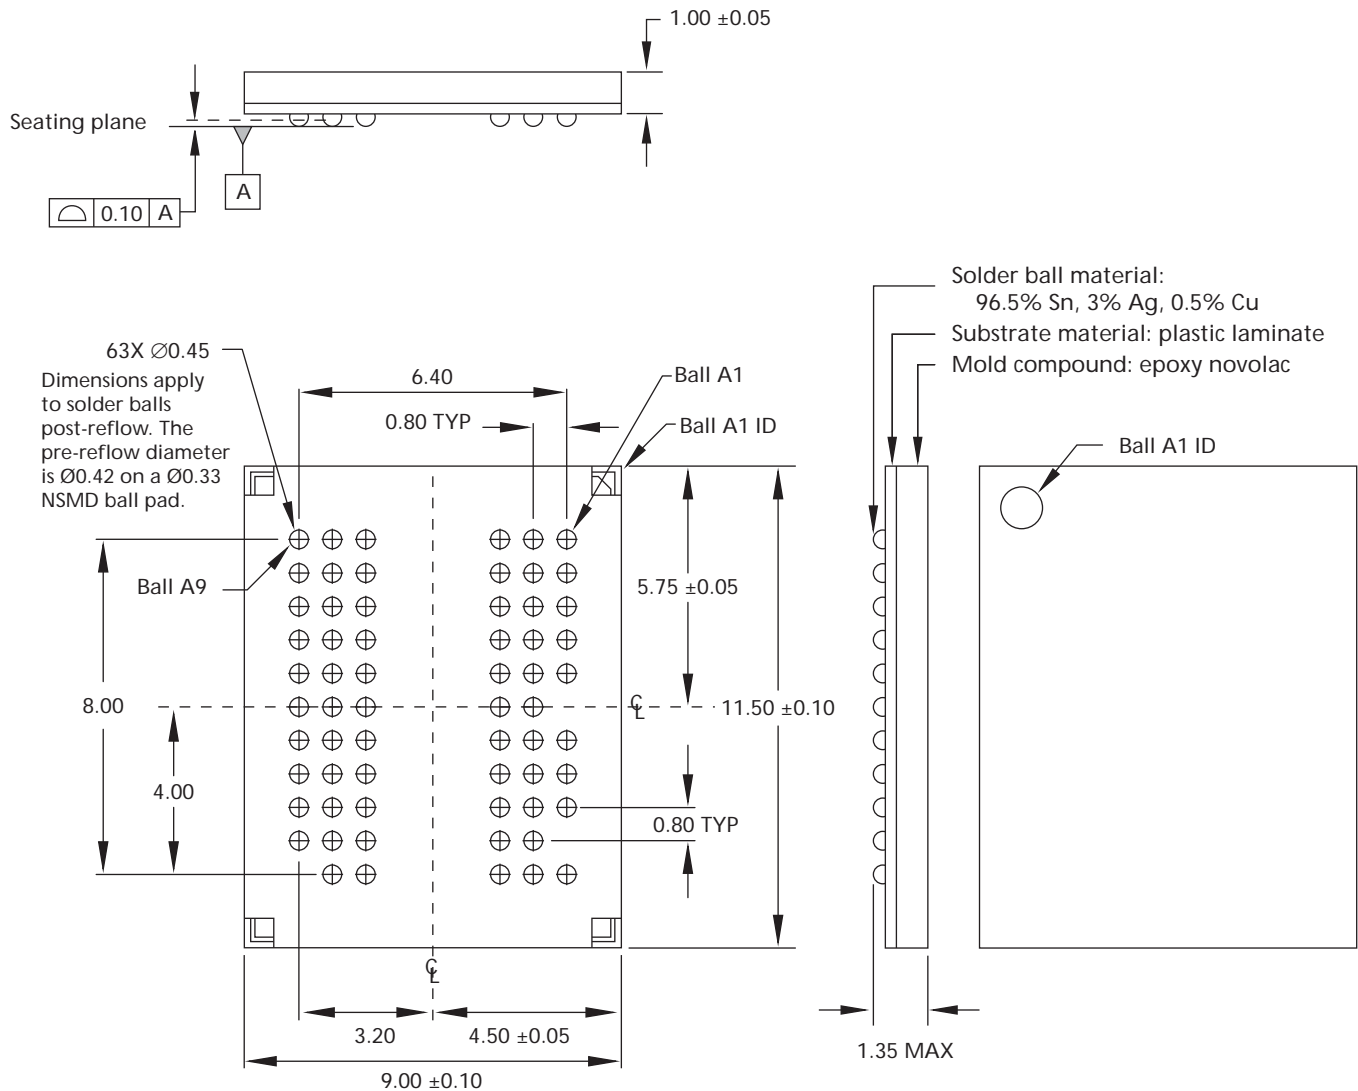 1.00 ±0.05
Seating plane
A
0.10 A
Solder ball material:
96.5% Sn, 3% Ag, 0.5% Cu
Substrate material: plastic laminate
Mold compound: epoxy novolac
63X Ø0.45
Dimensions apply
to solder balls
post-reflow. The
pre-reflow diameter
is Ø0.42 on a Ø0.33
NSMD ball pad.
6.40
Ball A1
0.80 TYP
Ball A1 ID
Ball A1 ID
Ball A9
5.75 ±0.05
8.00
CL
11.50 ±0.10
4.00
0.80 TYP
CL
3.20
4.50 ±0.05
1.35 MAX
9.00 ±0.10